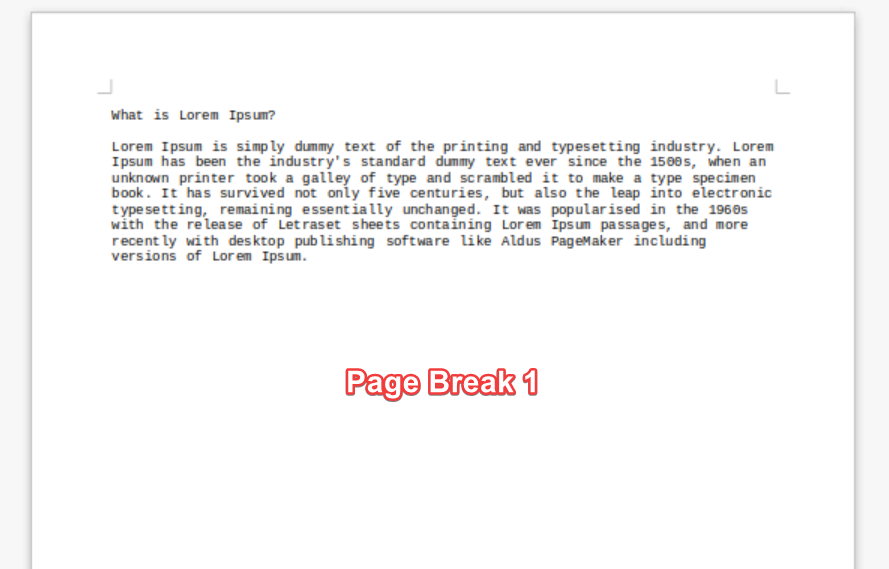 What is Lorem Ipsum?
Lorem Ipsum is simply dummy text of the printing and typesetting industry. Lorem
Ipsum has been the industry's standard dummy text ever since the 1500s, when an
unknown printer took a galley of type and scrambled it to make a type specimen
book. It has survived not only five centuries, but also the leap into electronic
typesetting, remaining essentially unchanged. It was popularised in the 1960s
with the release of Letraset sheets containing Lorem Ipsum passages, and more
recently with desktop publishing software like Aldus PageMaker including
versions of Lorem Ipsum.
Page Break 1